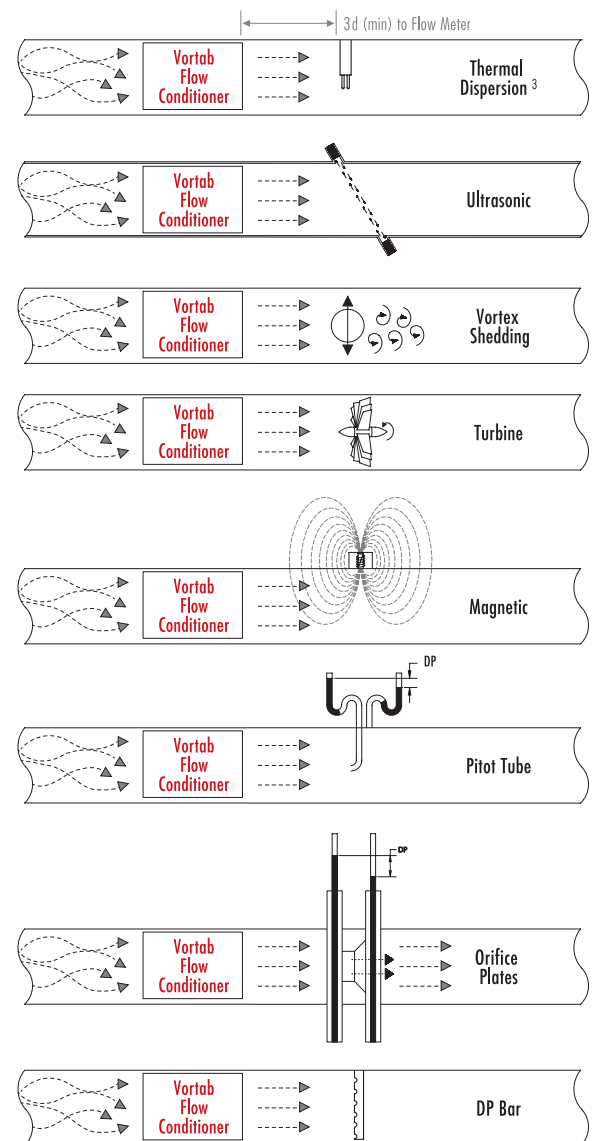 3d (min) to Flow Meter
Vortab
Flow
Conditioner
Thermal
Dispersion 3
Vortab
Flow
Conditioner
Ultrasonic
Vortab
Flow
Conditioner
Vortex
Shedding
Vortab
Flow
Conditioner
Turbine
Vortab
Flow
Conditioner
Magnetic
DP
Vortab
Flow
Conditioner
Pitot Tube
DP
Vortab
Flow
Conditioner
Orifice
Plates
Vortab
Flow
Conditioner
DP Bar